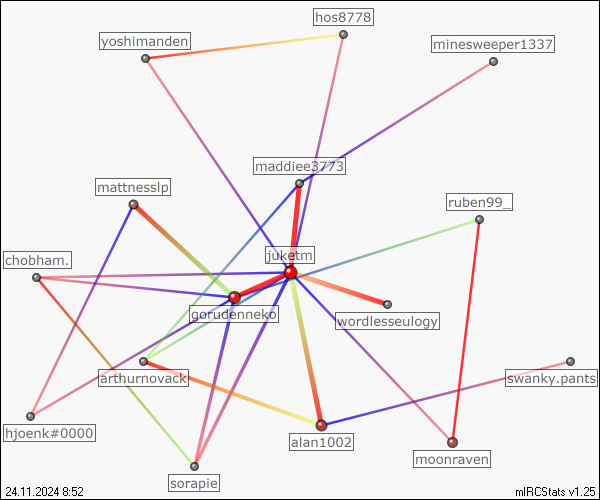 hos8778
yoshimanden
minesweeper1337
maddiee3773
mattnesslp
ruben99_
juketm
chobham.
gorudenneko
wordlesseulogy
arthurnovack
swanky.pants
hjoenk#0000
alan1002
moonraven
sorapie
24.11.2024 8:52
mIRCStats v1.25